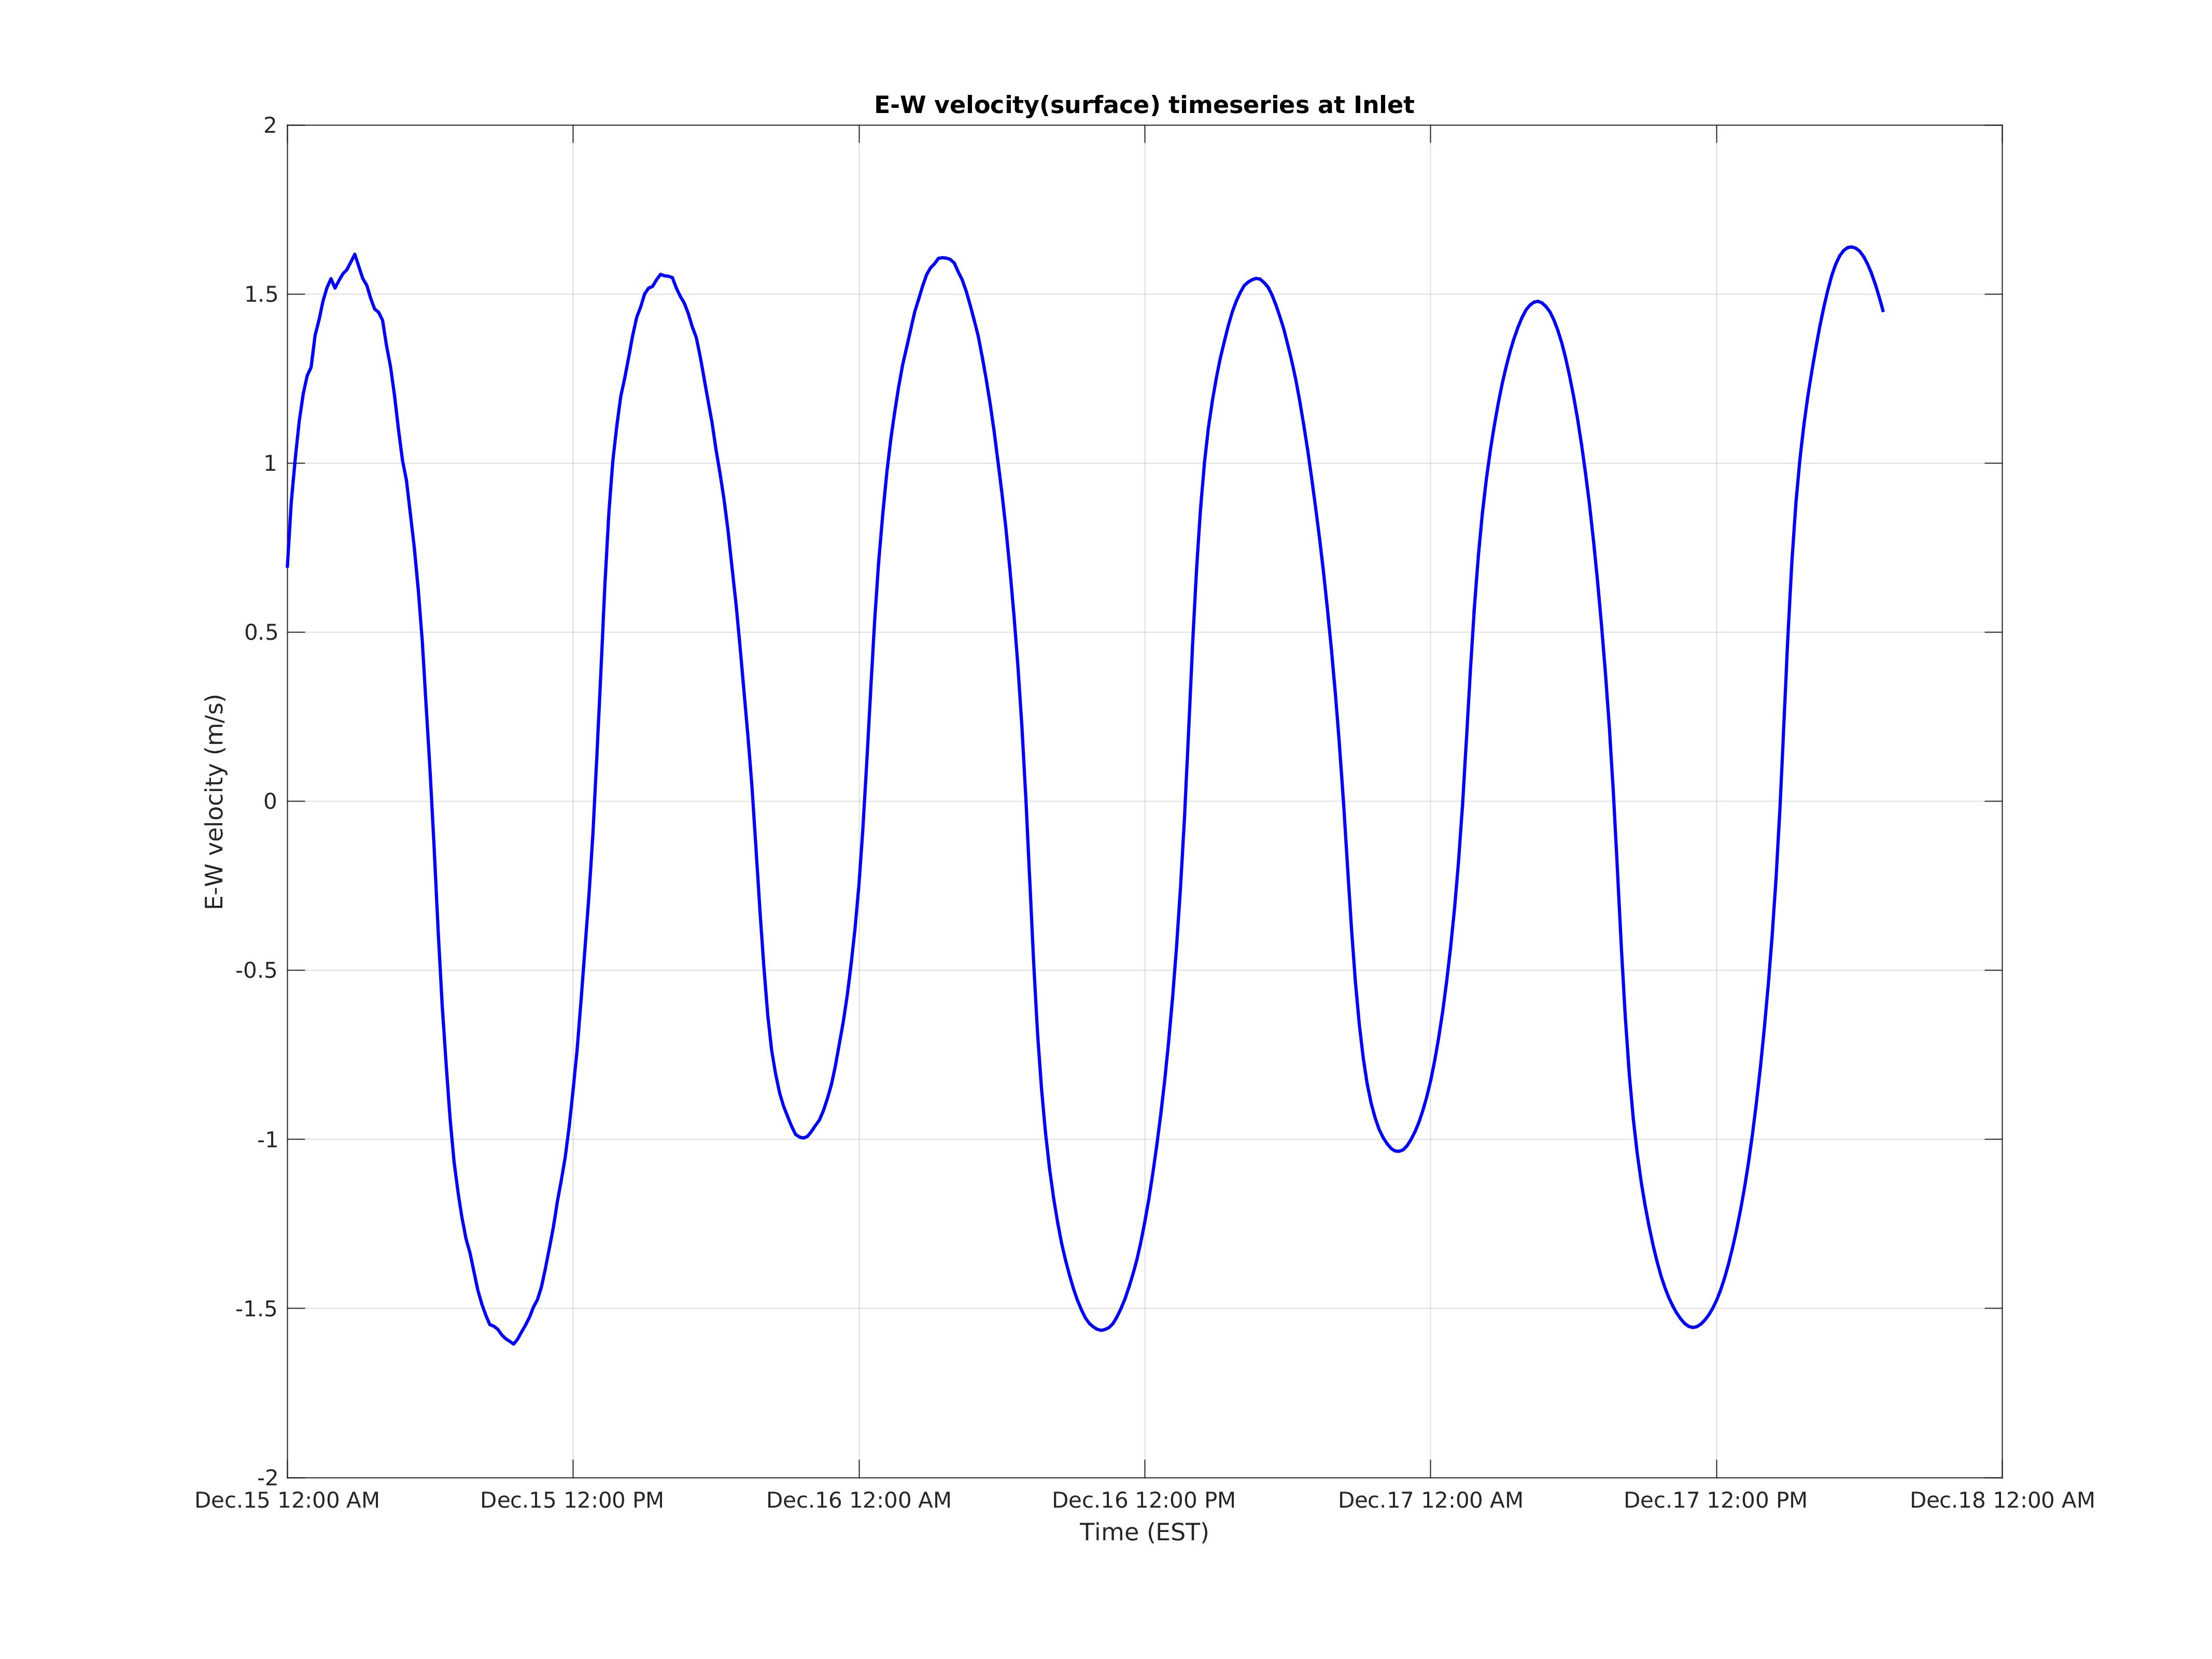 E-W velocity(surface) timeseries at Inlet
2
1.5
1
0.5
0
-0.5
-1
-1.5
-2
E-W velocity (m/s)
Dec.15 12:00 AM Dec.15 12:00 PM Dec.16 12:00 AM Dec.16 12:00 PM Dec.17 12:00 AM Dec.17 12:00 PM Dec.18 12:00 AM
Time (EST)